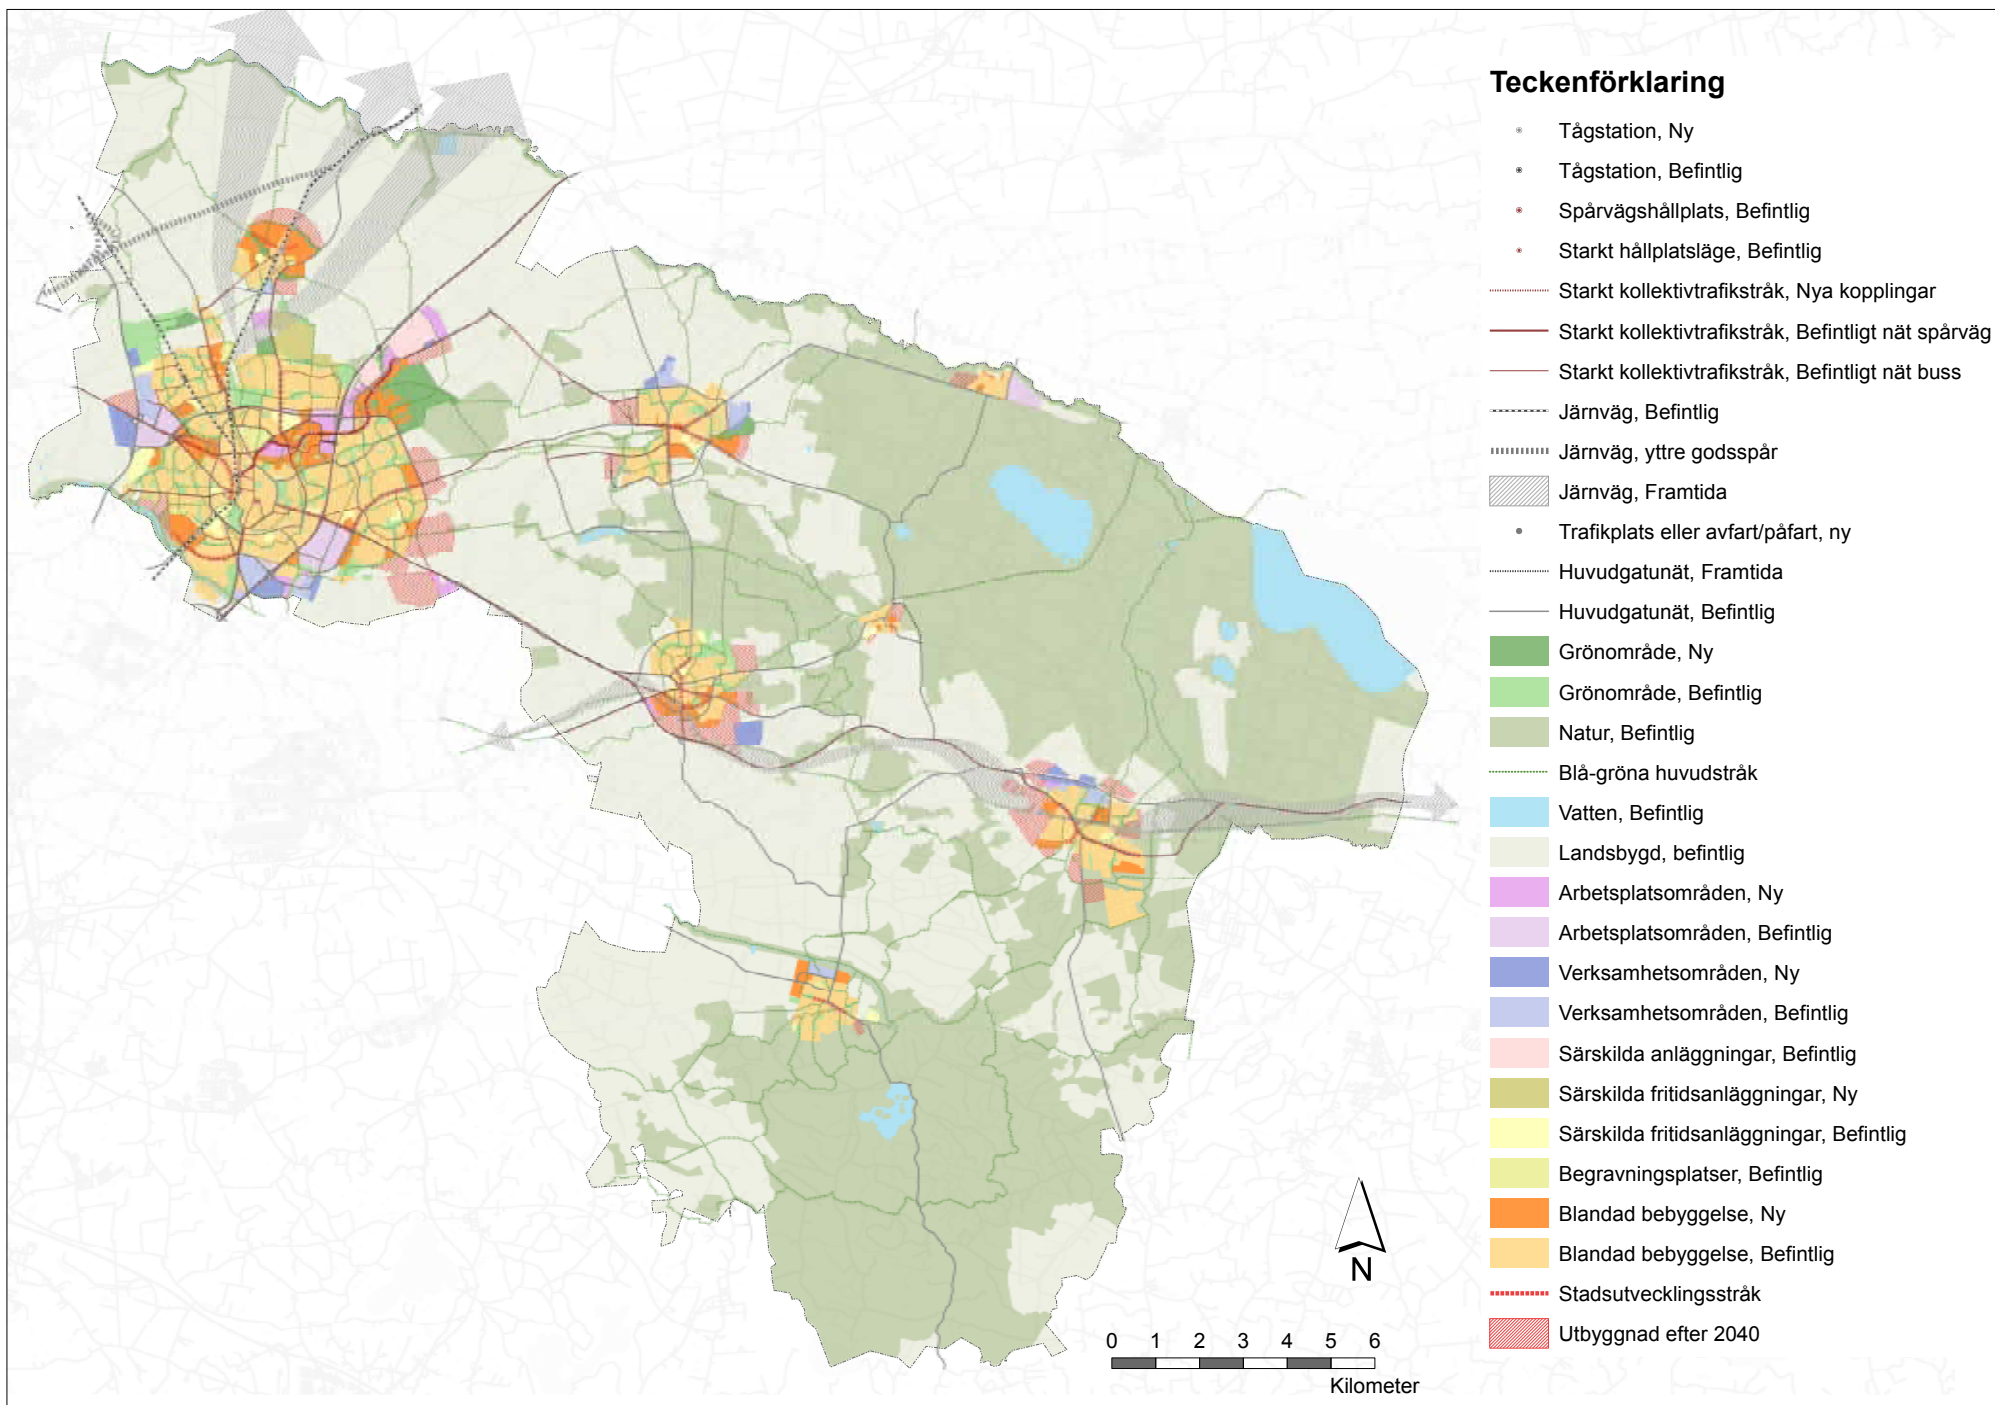 Teckenförklaring
Tågstation, Ny
Tågstation, Befintlig
Spårvägshållplats, Befintlig
Starkt hållplatsläge, Befintlig
Starkt kollektivtrafikstråk, Nya kopplingar
Starkt kollektivtrafikstråk, Befintligt nät spårväg
Starkt kollektivtrafikstråk, Befintligt nät buss
Järnväg, Befintlig
Järnväg, yttre godsspår
Järnväg, Framtida
Trafikplats eller avfart/påfart, ny
Huvudgatunät, Framtida
Huvudgatunät, Befintlig
Grönområde, Ny
Grönområde, Befintlig
Natur, Befintlig
Blå-gröna huvudstråk
Vatten, Befintlig
Landsbygd, befintlig
Arbetsplatsområden, Ny
Arbetsplatsområden, Befintlig
Verksamhetsområden, Ny
Verksamhetsområden, Befintlig
Särskilda anläggningar, Befintlig
Särskilda fritidsanläggningar, Ny
Särskilda fritidsanläggningar, Befintlig
Begravningsplatser, Befintlig
Blandad bebyggelse, Ny
Blandad bebyggelse, Befintlig
Stadsutvecklingsstråk
Utbyggnad efter 2040
N
0 1 2 3 4 5 6
Kilometer